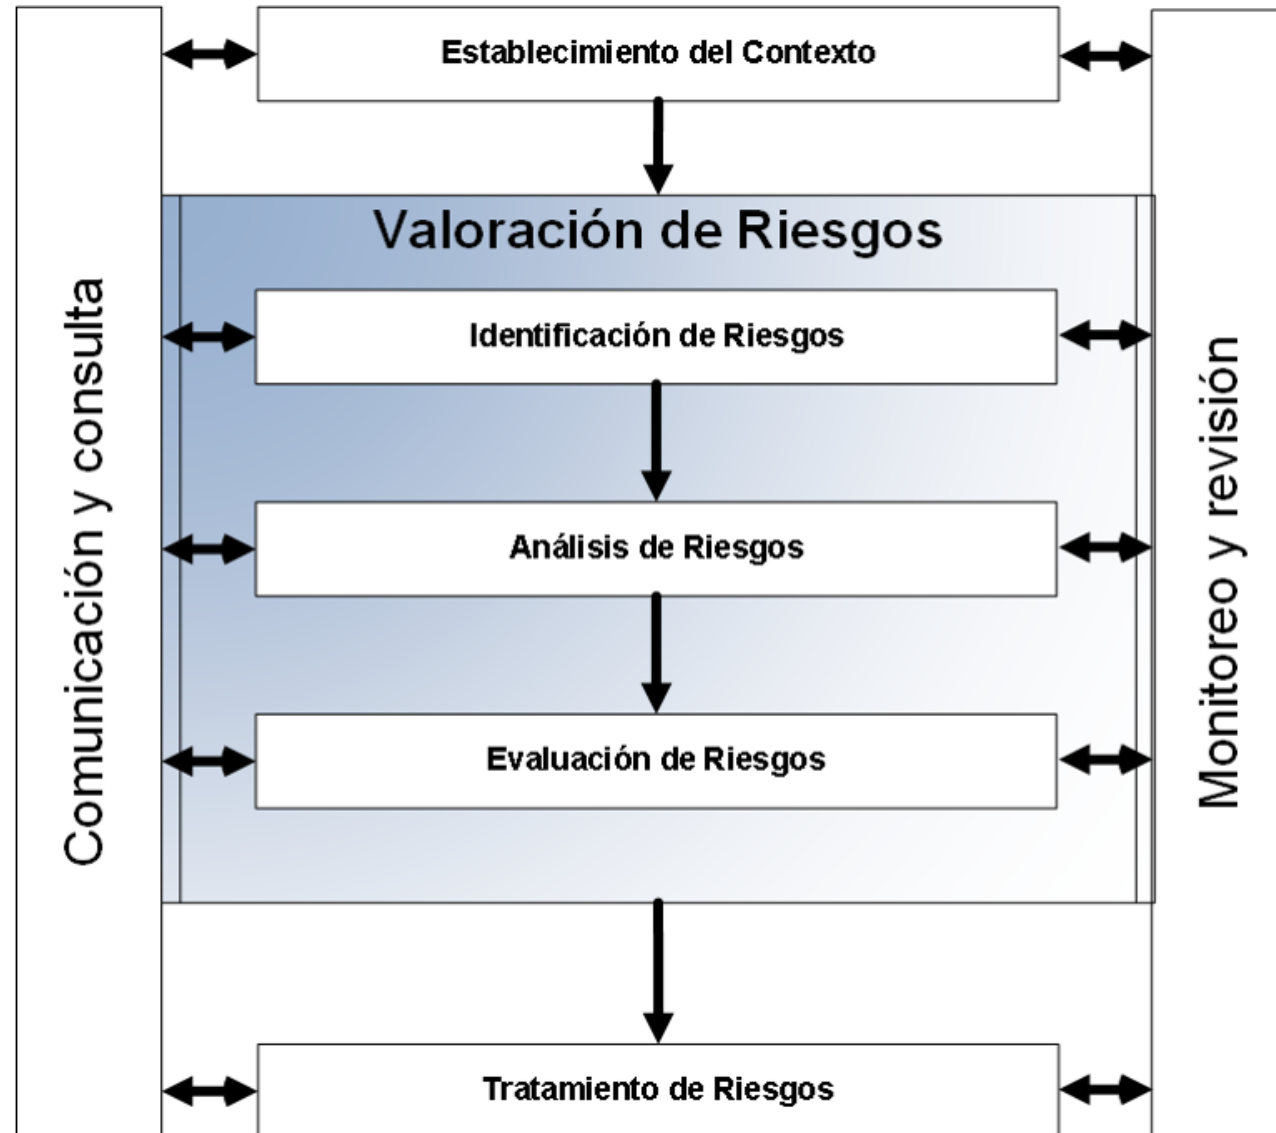 Establecimiento del Contexto
Valoración de Riesgos
Identificación de Riesgos
Análisis de Riesgos
Evaluación de Riesgos
Tratamiento de Riesgos
Comunicación y consulta
Monitoreo y revisión